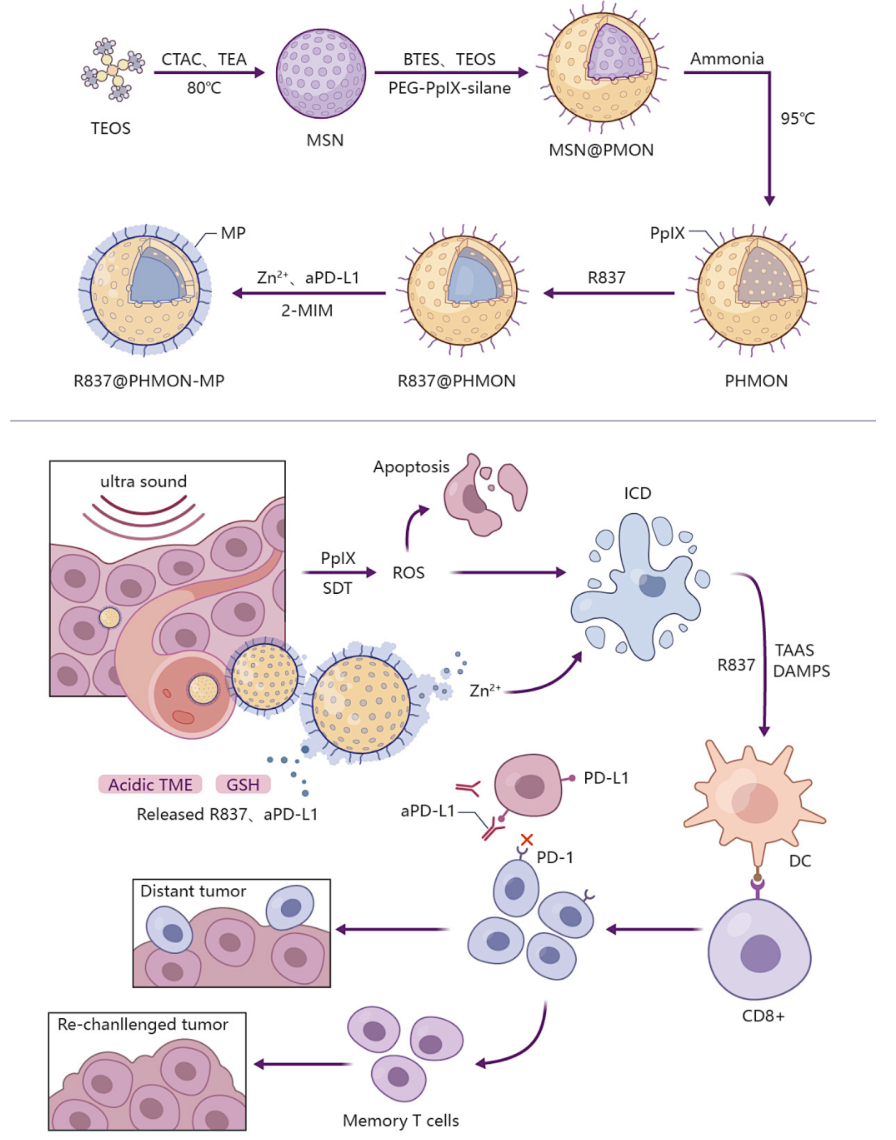 TEOS
CTAC、TEA
80℃
MSN
BTES、TEOS
PEG-PpIX-silane
MSN@PMON
Ammonia
95℃
PpIX
PHMON
R837
R837@PHMON
Zn²⁺、aPD-L1
2-MIM
MP
R837@PHMON-MP
ultra sound
PpIX
SDT
ROS
Apoptosis
ICD
Zn²⁺
R837
TAAS
DAMPS
Acidic TME
GSH
Released R837、aPD-L1
PD-L1
aPD-L1
PD-1
DC
CD8+
Distant tumor
Re-chanllenged tumor
Memory T cells